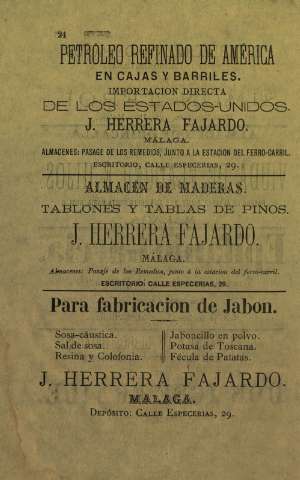 24
PETRÓLEO REFINADO DE AMÉRICA
EN CAJAS Y BARRILES.
IMPORTACION DIRECTA
DE LOS ESTADOS-UNIDOS.
J. HERRERA FAJARDO.
MÁLAGA.
ALMACENES: PASAGE DE LOS REMEDIOS, JUNTO A LA ESTACION DEL FERRO-CARRIL.
ESCRITORIO, CALLE ESPECERIAS, 29.
ALMACÉN DE MADERAS.
TABLONES Y TABLAS DE PINOS.
J. HERRERA FAJARDO.
MÁLAGA.
Almacenes: Pasaje de los Remedios, junto á la estacion del ferro-carril.
ESCRITORIO: CALLE ESPECERIAS, 29.
Para fabricacion de Jabon.
Sosa-cáustica.
Sal de sosa.
Resina y Colofonia.
Jaboncillo en polvo.
Potasa de Toscana.
Fécula de Patatas.
J. HERRERA FAJARDO.
MALAGA.
DEPÓSITO: CALLE ESPECERIAS, 29.